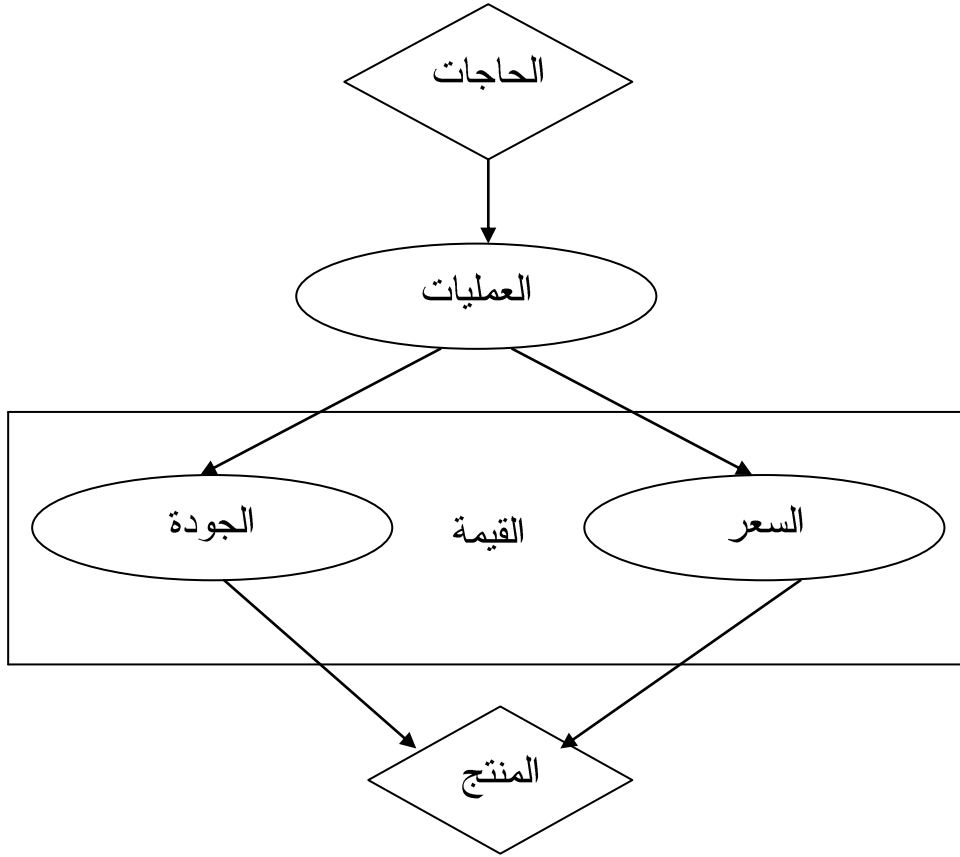 الحاجات
العمليات
السعر
القيمة
الجودة
المنتج